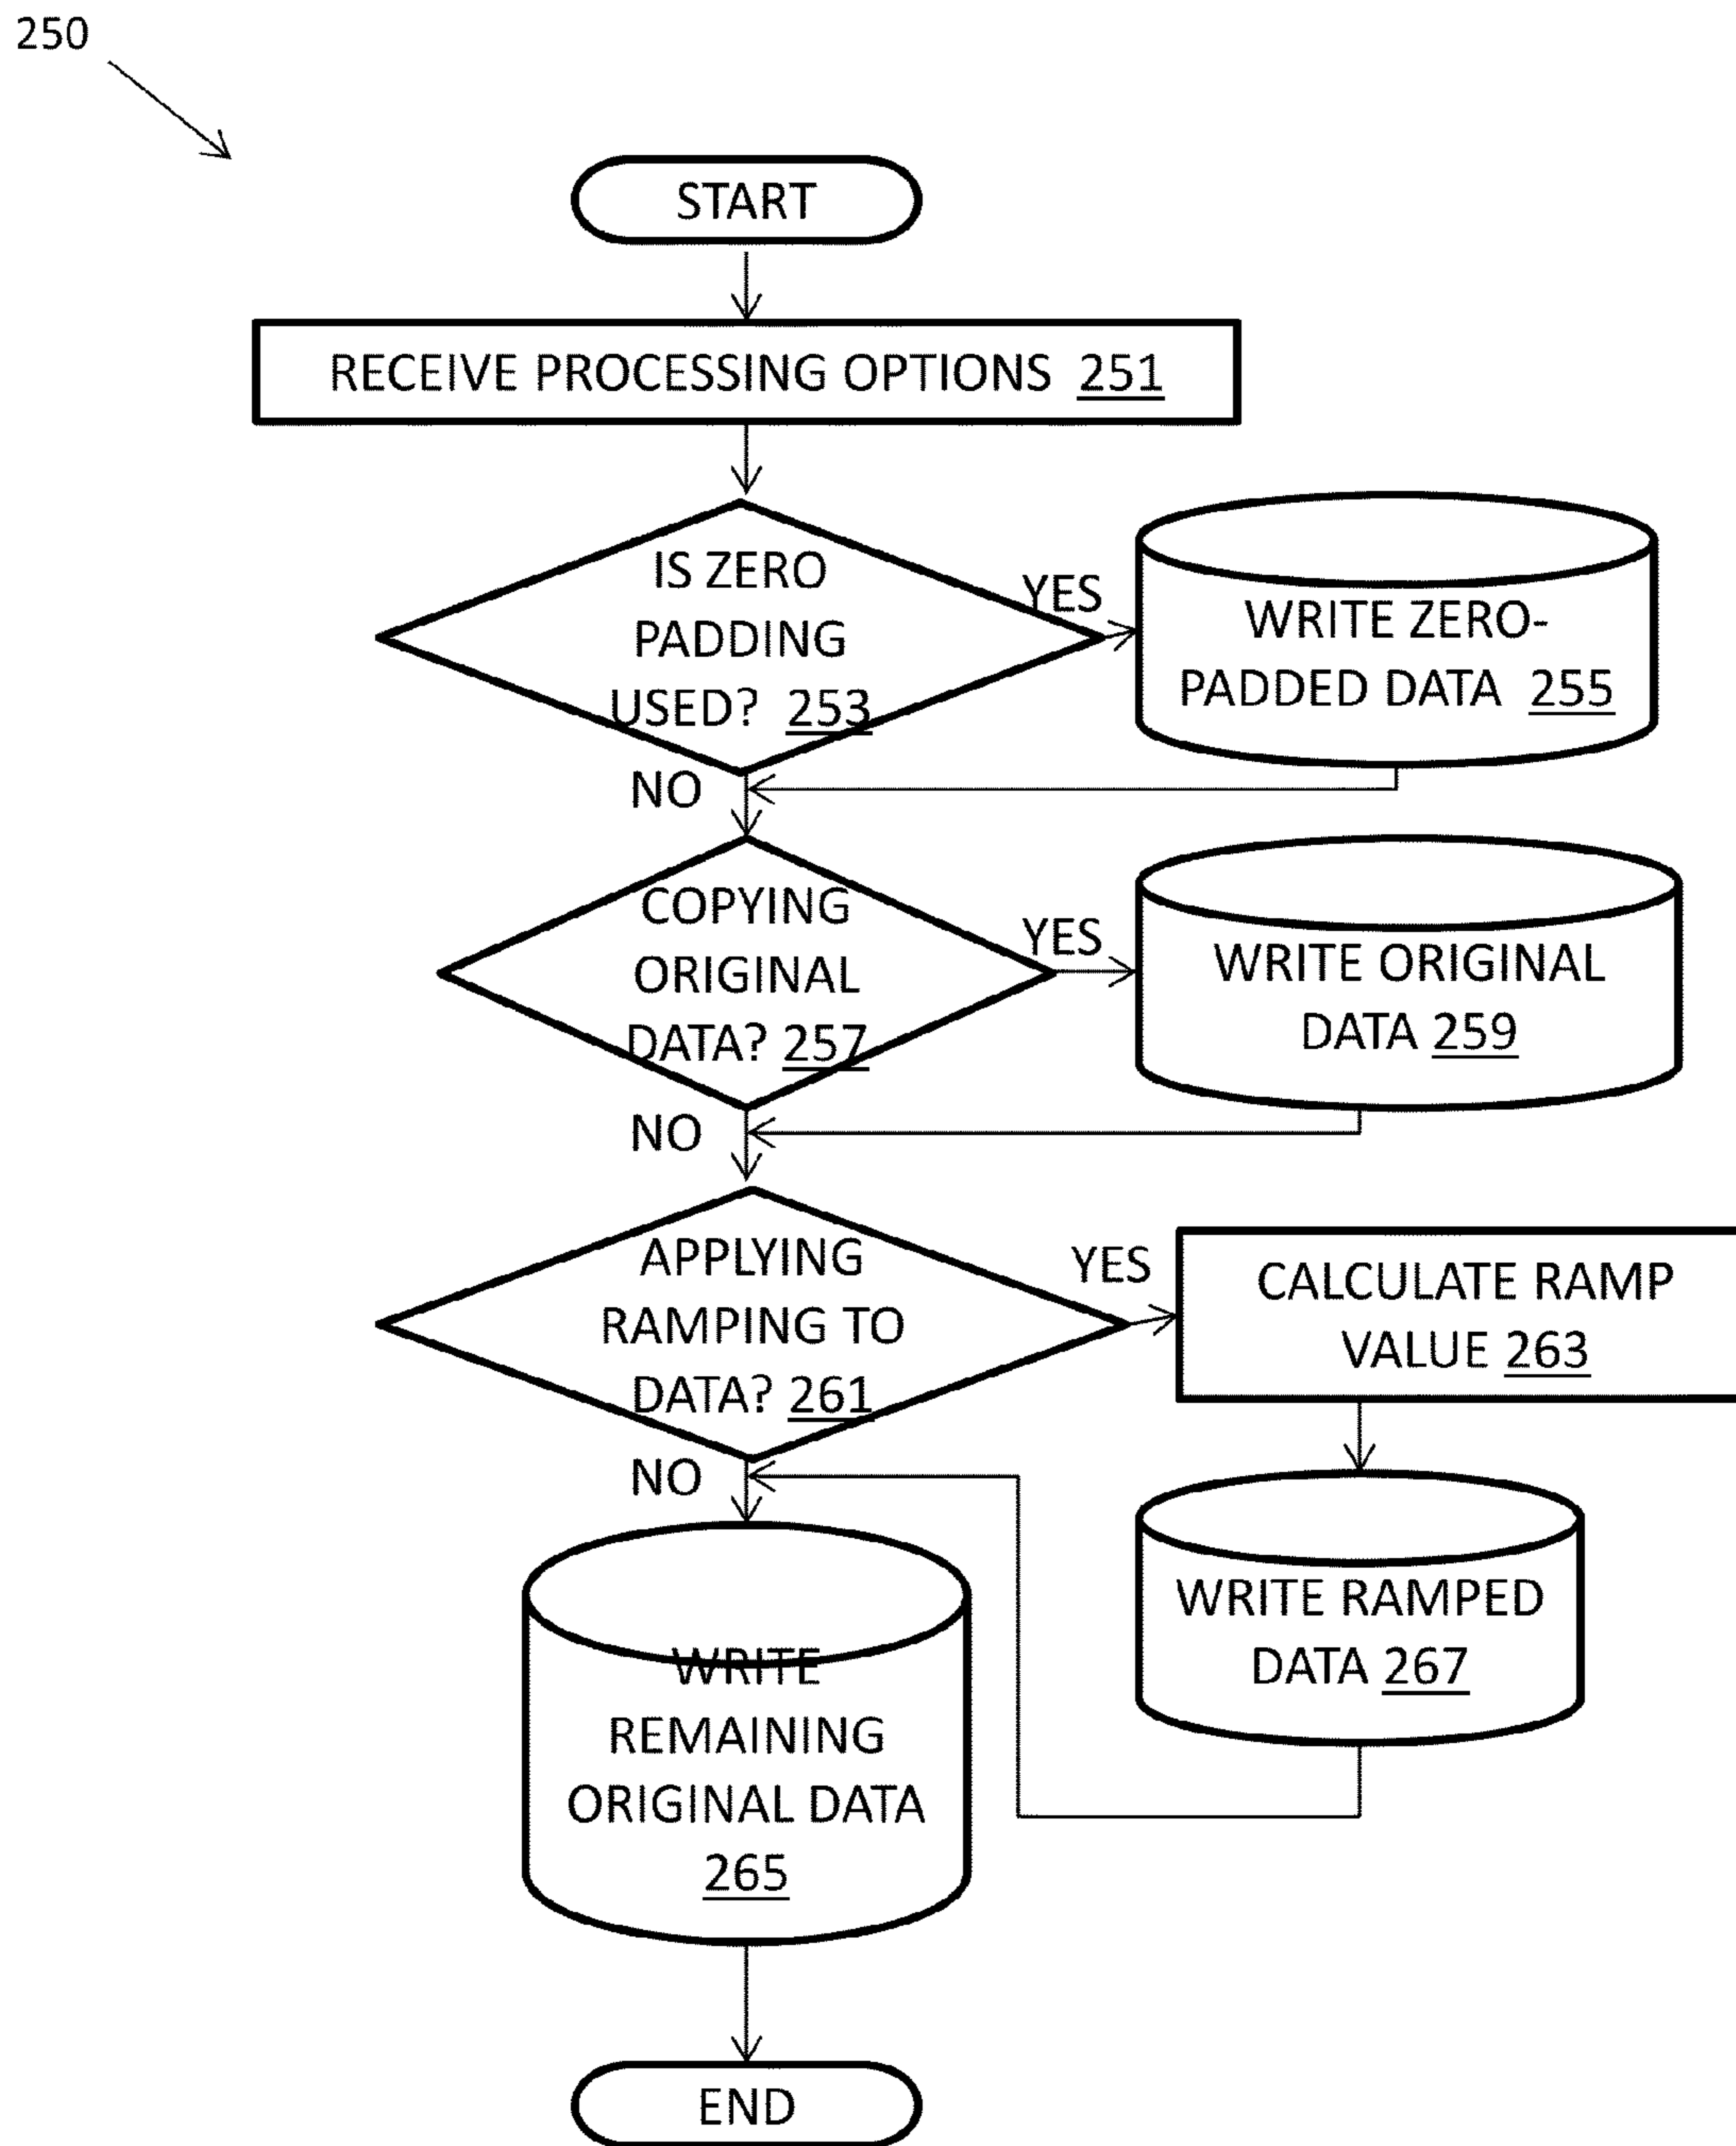 250
START
RECEIVE PROCESSING OPTIONS 251
IS ZERO
PADDING
USED? 253
YES
WRITE ZERO-
PADDED DATA 255
NO
COPYING
ORIGINAL
DATA? 257
YES
WRITE ORIGINAL
DATA 259
NO
APPLYING
RAMPING TO
DATA? 261
YES
CALCULATE RAMP
VALUE 263
NO
WRITE RAMPED
DATA 267
WRITE
REMAINING
ORIGINAL DATA
265
END